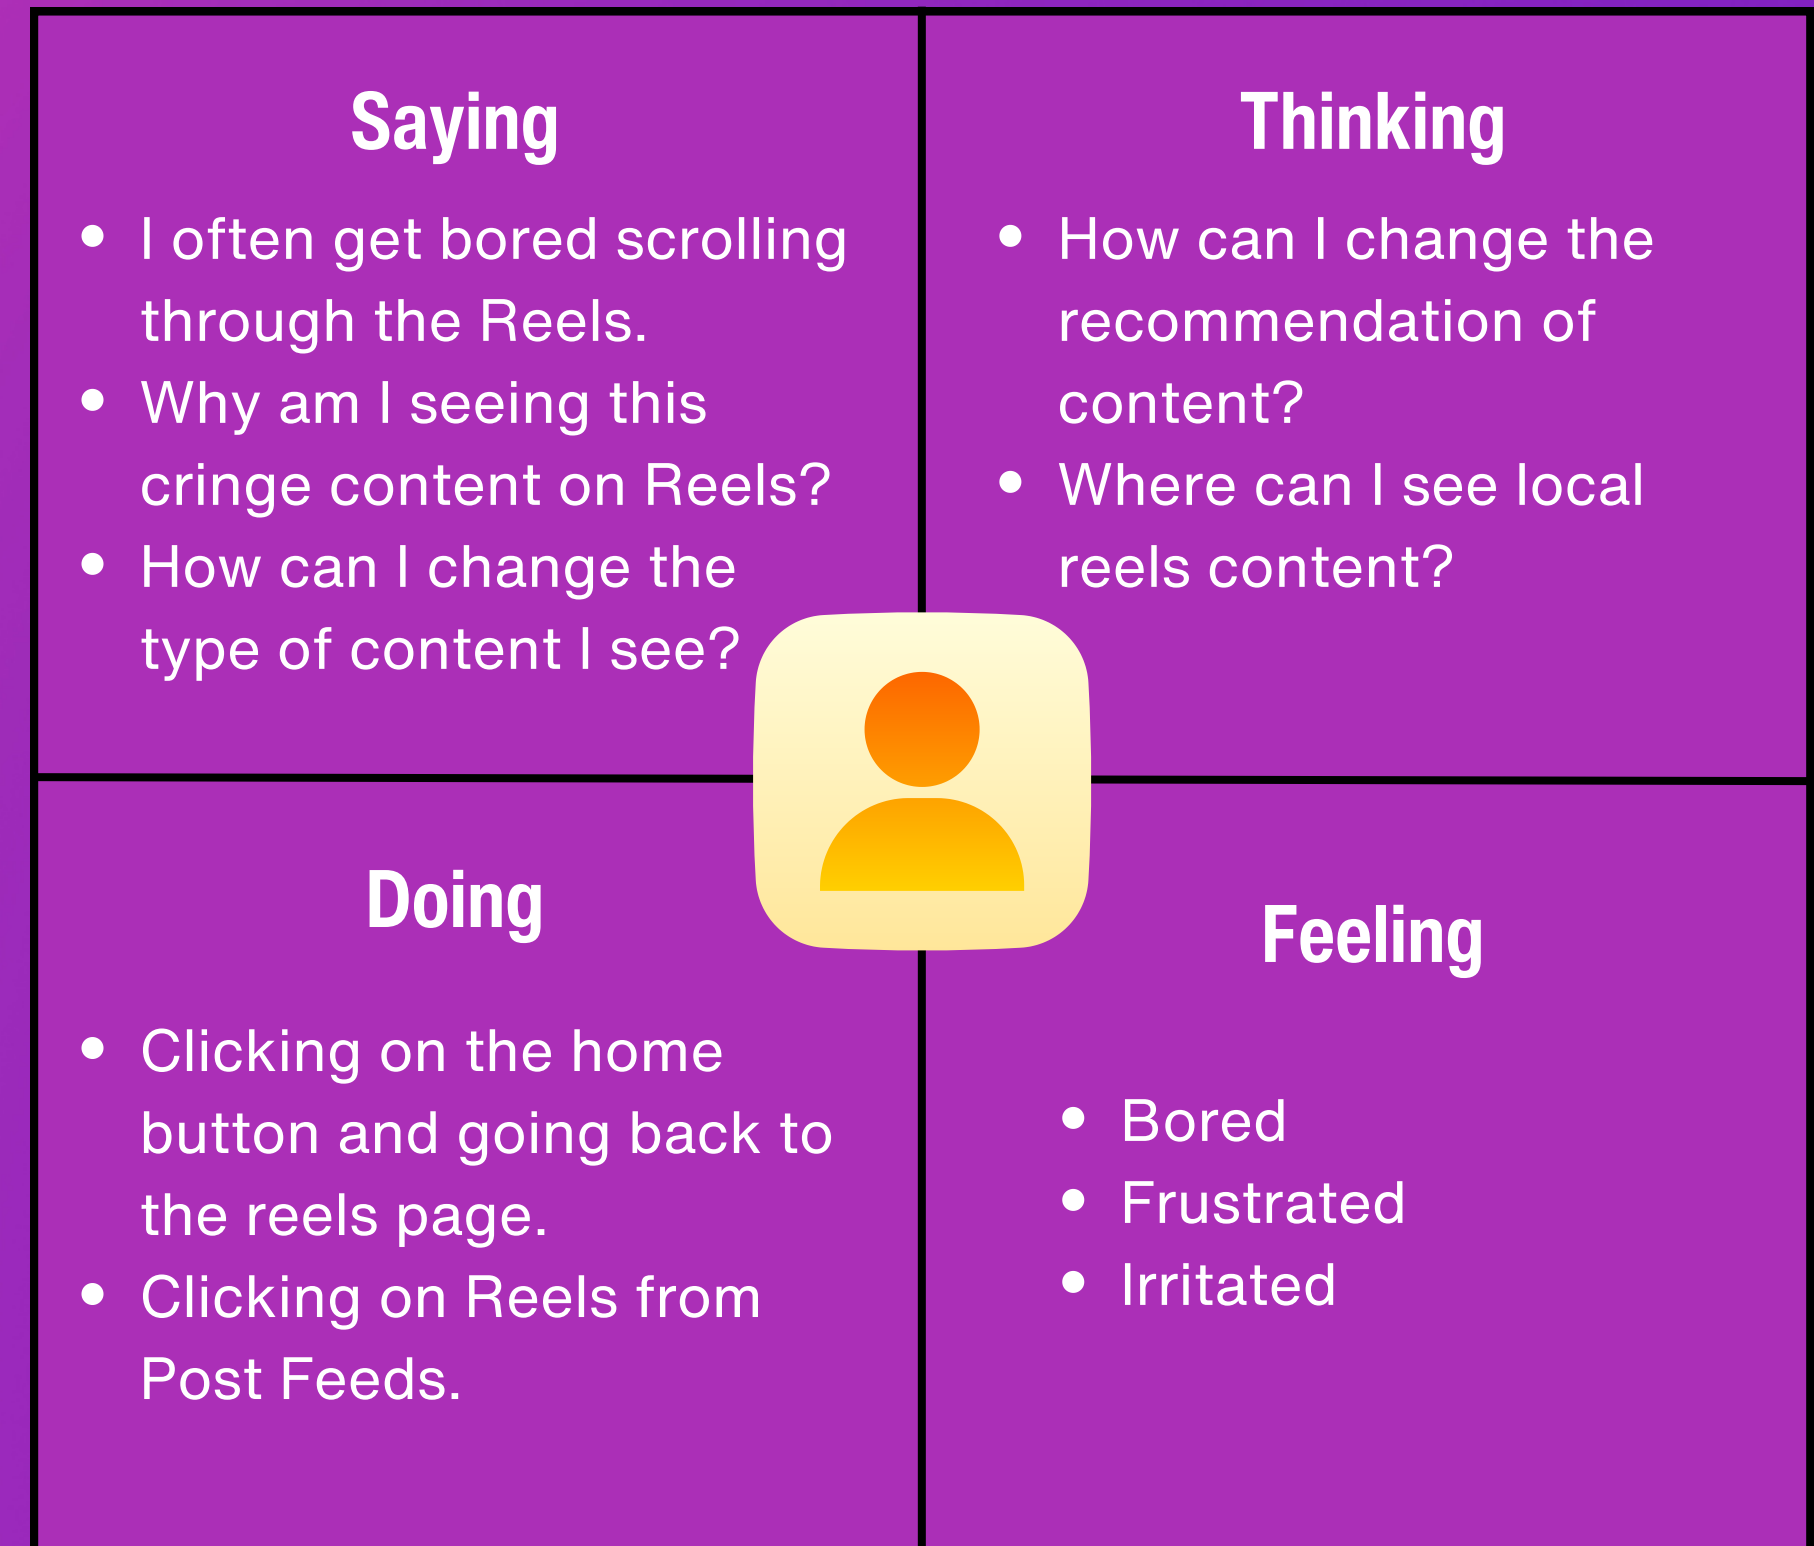 Saying
• I often get bored scrolling
through the Reels.
• Why am I seeing this
cringe content on Reels?
• How can I change the
type of content I see?
Thinking
• How can I change the
recommendation of
content?
• Where can I see local
reels content?
Doing
• Clicking on the home
button and going back to
the reels page.
• Clicking on Reels from
Post Feeds.
Feeling
• Bored
• Frustrated
• Irritated